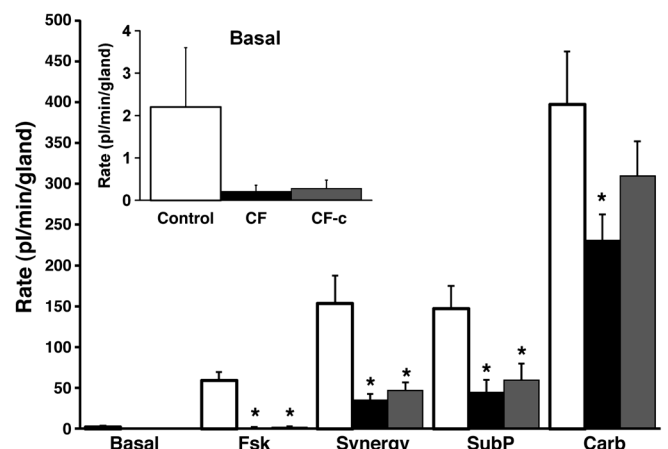 500
450
400
350
300
250
200
150
100
50
0
Rate (pl/min/gland)
Basal
4
3
2
1
0
Rate (pl/min/gland)
Control CF CF-c
* * * * * * *
Basal Fsk Synergy SubP Carb